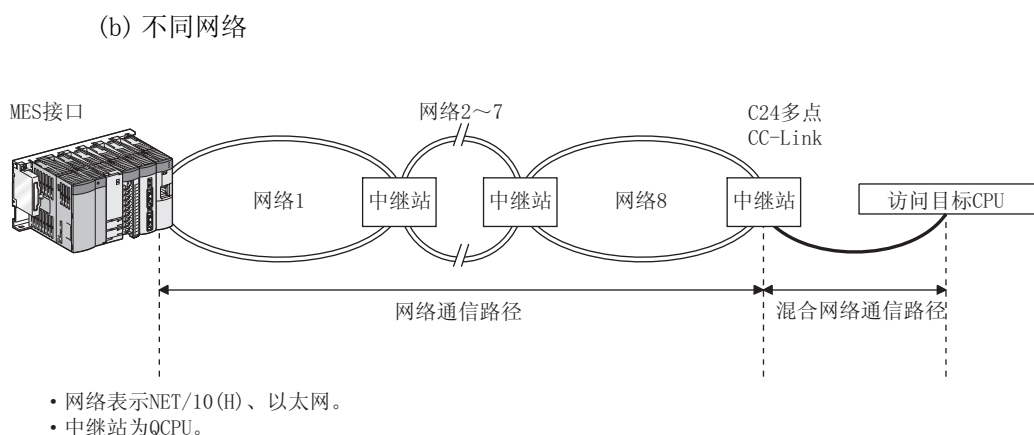 (b) 不同网络
MES接口
网络2～7
C24多点
CC-Link
网络1
中继站
中继站
网络8
中继站
访问目标CPU
网络通信路径
混合网络通信路径
・网络表示NET/10(H)、以太网。
・中继站为QCPU。